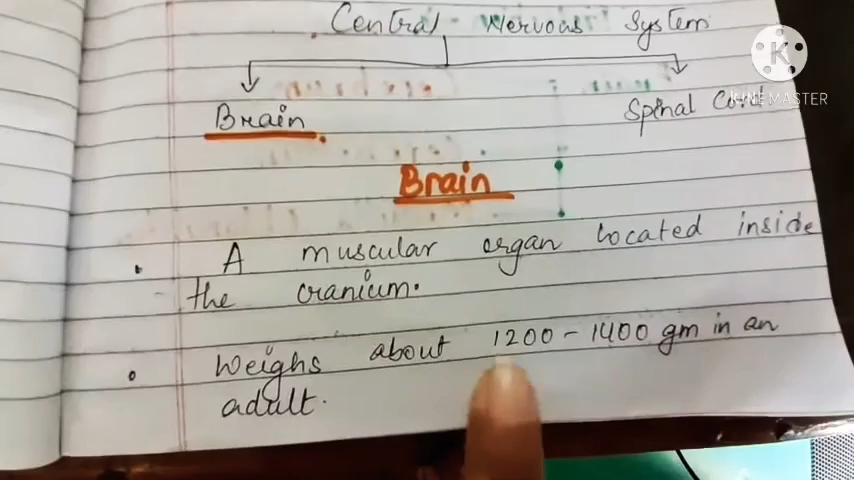 Central Nervous System
Brain
Spinal Cord
KINEMASTER
Brain
A muscular organ located inside
the cranium.
Weighs about 1200 - 1400 gm in an
adult.